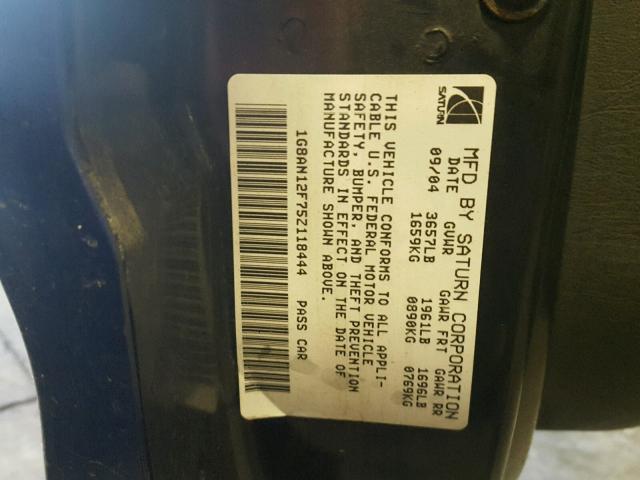 SATURN
MFD BY SATURN CORPORATION
DATE GVWR GAWR FRT GAWR RR
09/04 3657LB 1961LB 1696LB
1659KG 0890KG 0769KG
THIS VEHICLE CONFORMS TO ALL APPLI-
CABLE U.S. FEDERAL MOTOR VEHICLE
SAFETY, BUMPER, AND THEFT PREVENTION
STANDARDS IN EFFECT ON THE DATE OF
MANUFACTURE SHOWN ABOVE.
1G8AN12F75Z118444 PASS CAR